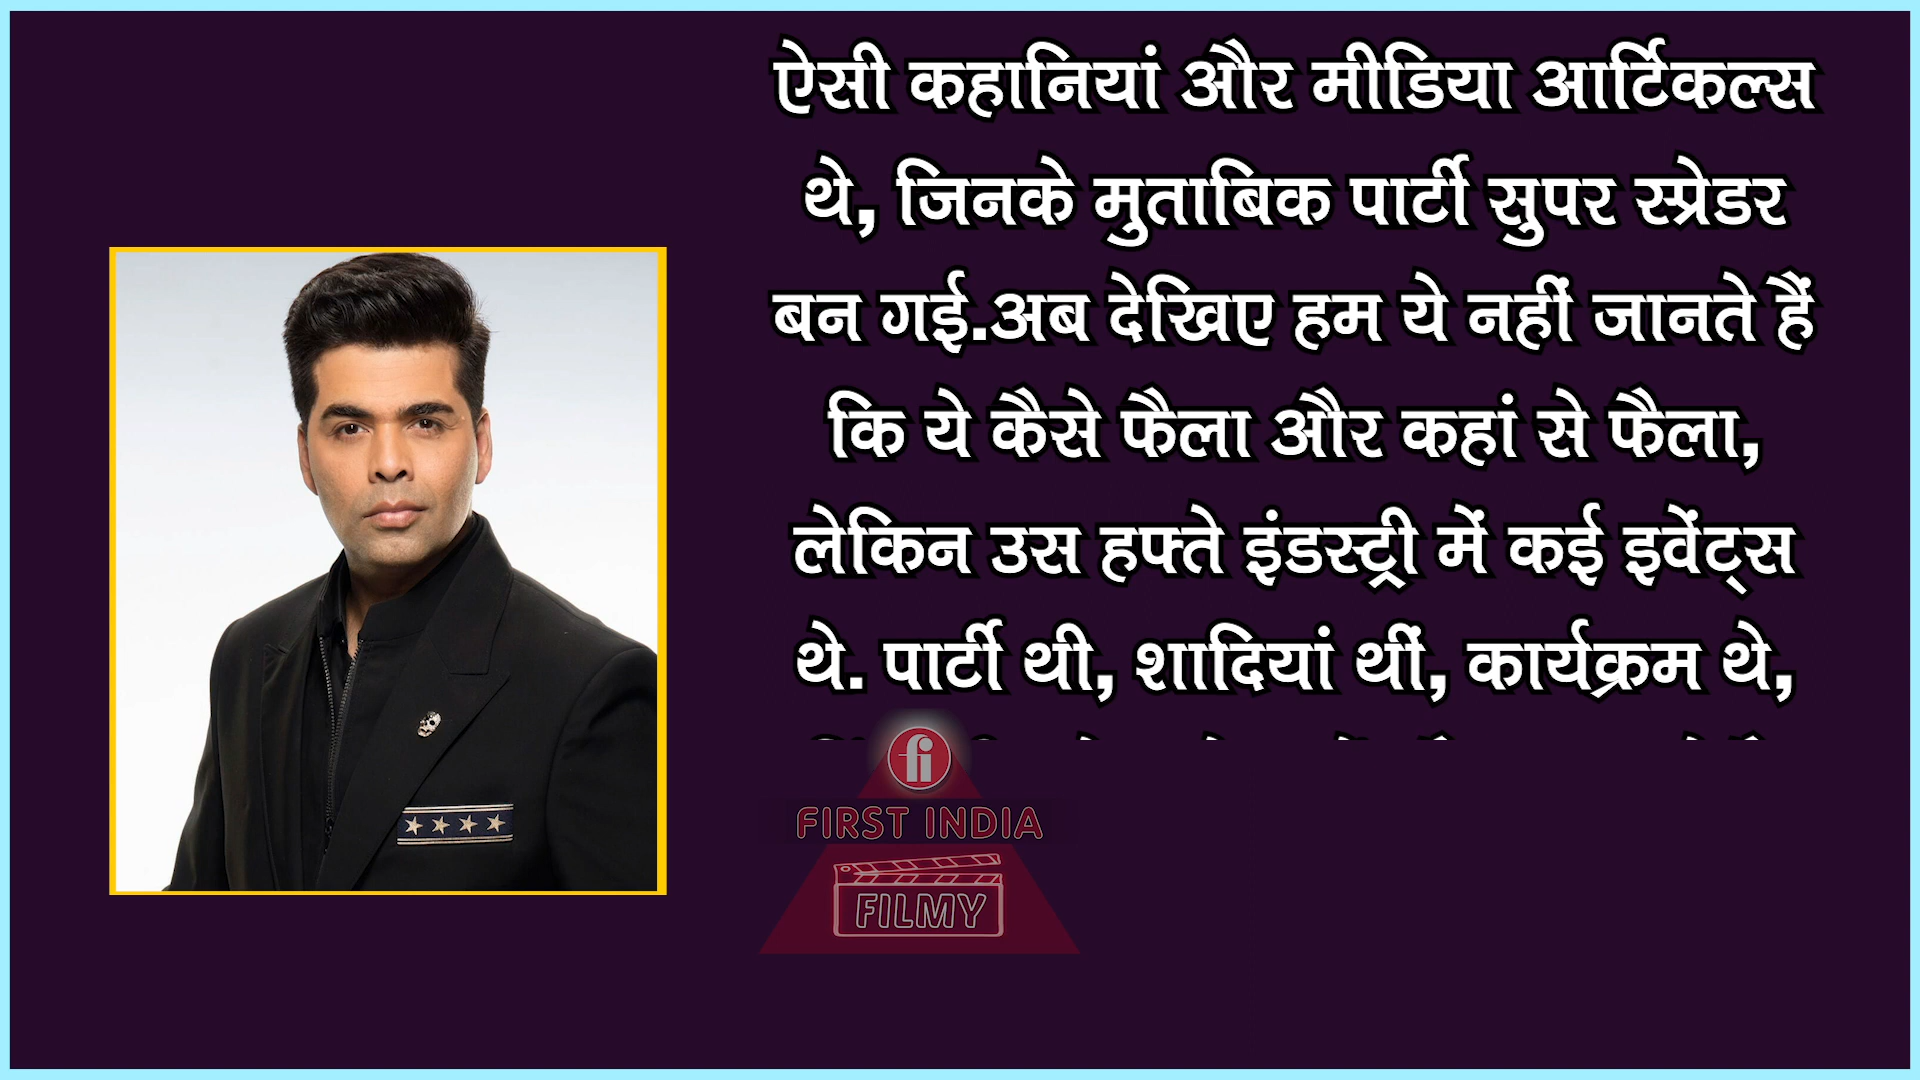 ऐसी कहानियां और मीडिया आर्टिकल्स
थे, जिनके मुताबिक पार्टी सुपर स्प्रेडर
बन गई.अब देखिए हम ये नहीं जानते हैं
कि ये कैसे फैला और कहां से फैला,
लेकिन उस हफ्ते इंडस्ट्री में कई इवेंट्स
थे. पार्टी थी, शादियां थीं, कार्यक्रम थे,
fi
FIRST INDIA
FILMY